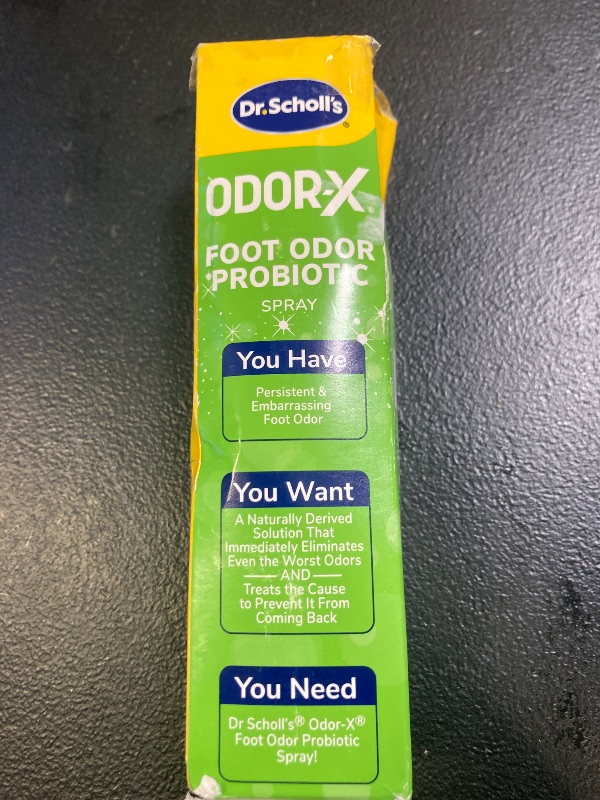 Dr.Scholl's®
ODOR-X®
FOOT ODOR
PROBIOTIC
SPRAY
You Have
Persistent &
Embarrassing
Foot Odor
You Want
A Naturally Derived
Solution That
Immediately Eliminates
Even the Worst Odors
AND
Treats the Cause
to Prevent It From
Coming Back
You Need
Dr Scholl's® Odor-X®
Foot Odor Probiotic
Spray!